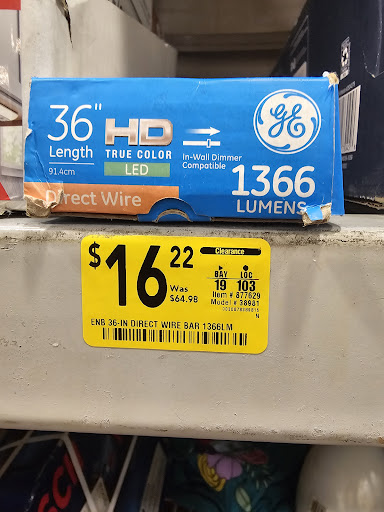 36"
Length
91.4cm
HD
TRUE COLOR
LED
In-Wall Dimmer
Compatible
GE
1366
LUMENS
Direct Wire
$16 22
Was
$64.98
Clearance
BAY LOC
19 103
Item # 877629
Model # 38981
N
ENB 36-IN DIRECT WIRE BAR 1366LM